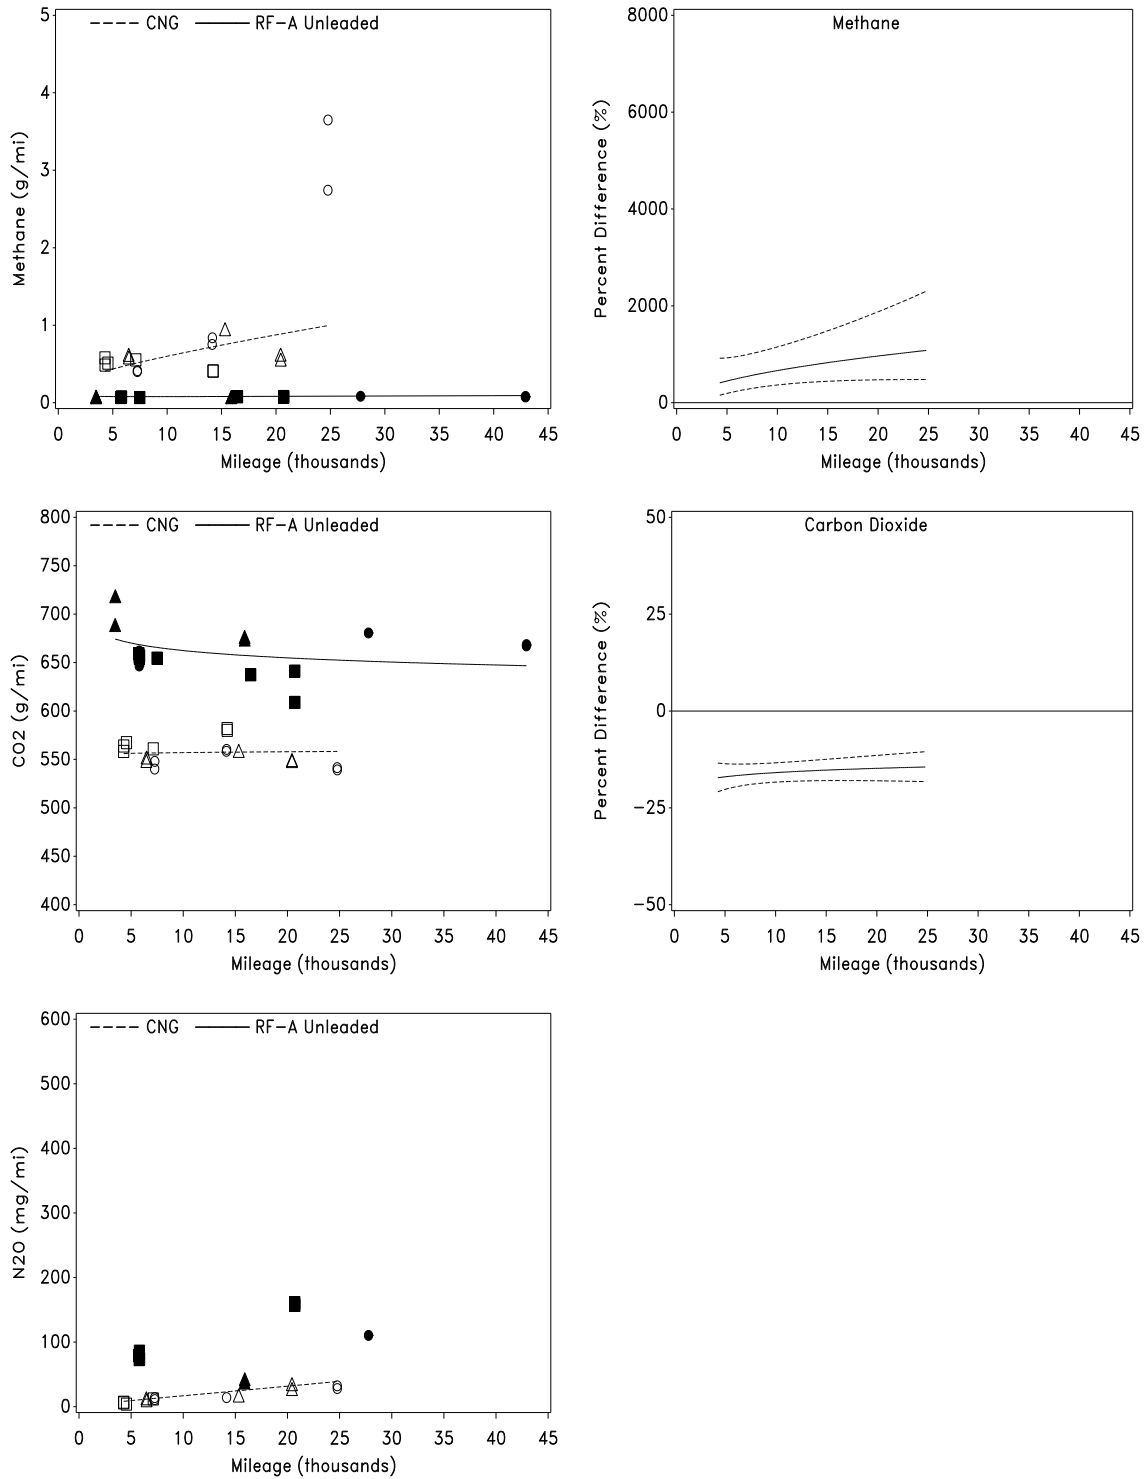 CNG RF-A Unleaded
5
4
3
2
1
0
Methane (g/mi)
0 5 10 15 20 25 30 35 40 45
Mileage (thousands)
Methane
8000
6000
4000
2000
0
Percent Difference (%)
0 5 10 15 20 25 30 35 40 45
Mileage (thousands)
CNG RF-A Unleaded
800
750
700
650
600
550
500
450
400
CO2 (g/mi)
0 5 10 15 20 25 30 35 40 45
Mileage (thousands)
Carbon Dioxide
50
25
0
-25
-50
Percent Difference (%)
0 5 10 15 20 25 30 35 40 45
Mileage (thousands)
CNG RF-A Unleaded
600
500
400
300
200
100
0
N2O (mg/mi)
0 5 10 15 20 25 30 35 40 45
Mileage (thousands)